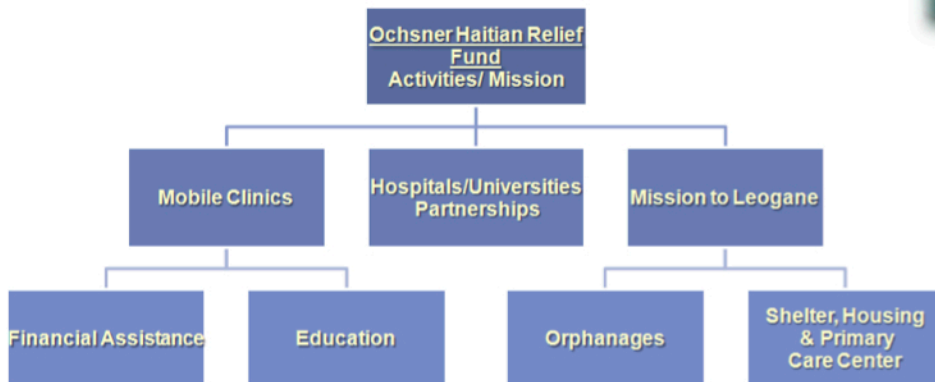 Ochsner Haitian Relief
Fund
Activities/ Mission
Mobile Clinics
Hospitals/Universities
Partnerships
Mission to Leogane
Financial Assistance
Education
Orphanages
Shelter, Housing
& Primary
Care Center